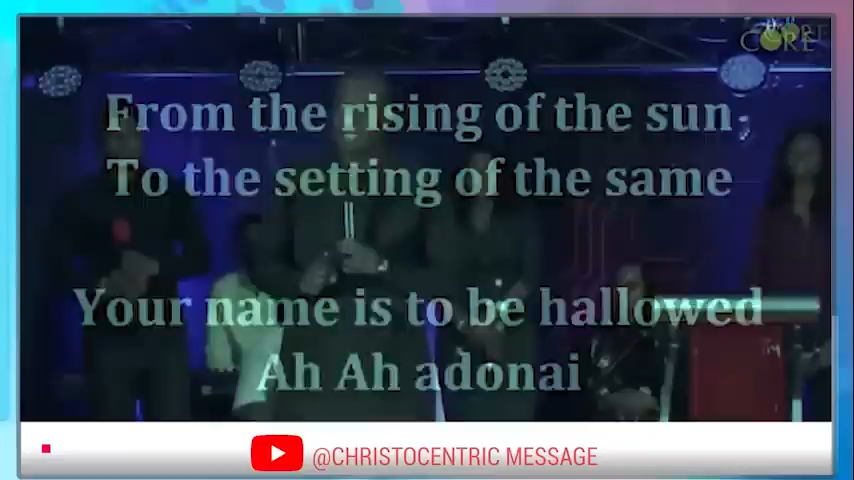 CORE
From the rising of the sun
To the setting of the same
Your name is to be hallowed
Ah Ah adonai
@CHRISTOCENTRIC MESSAGE